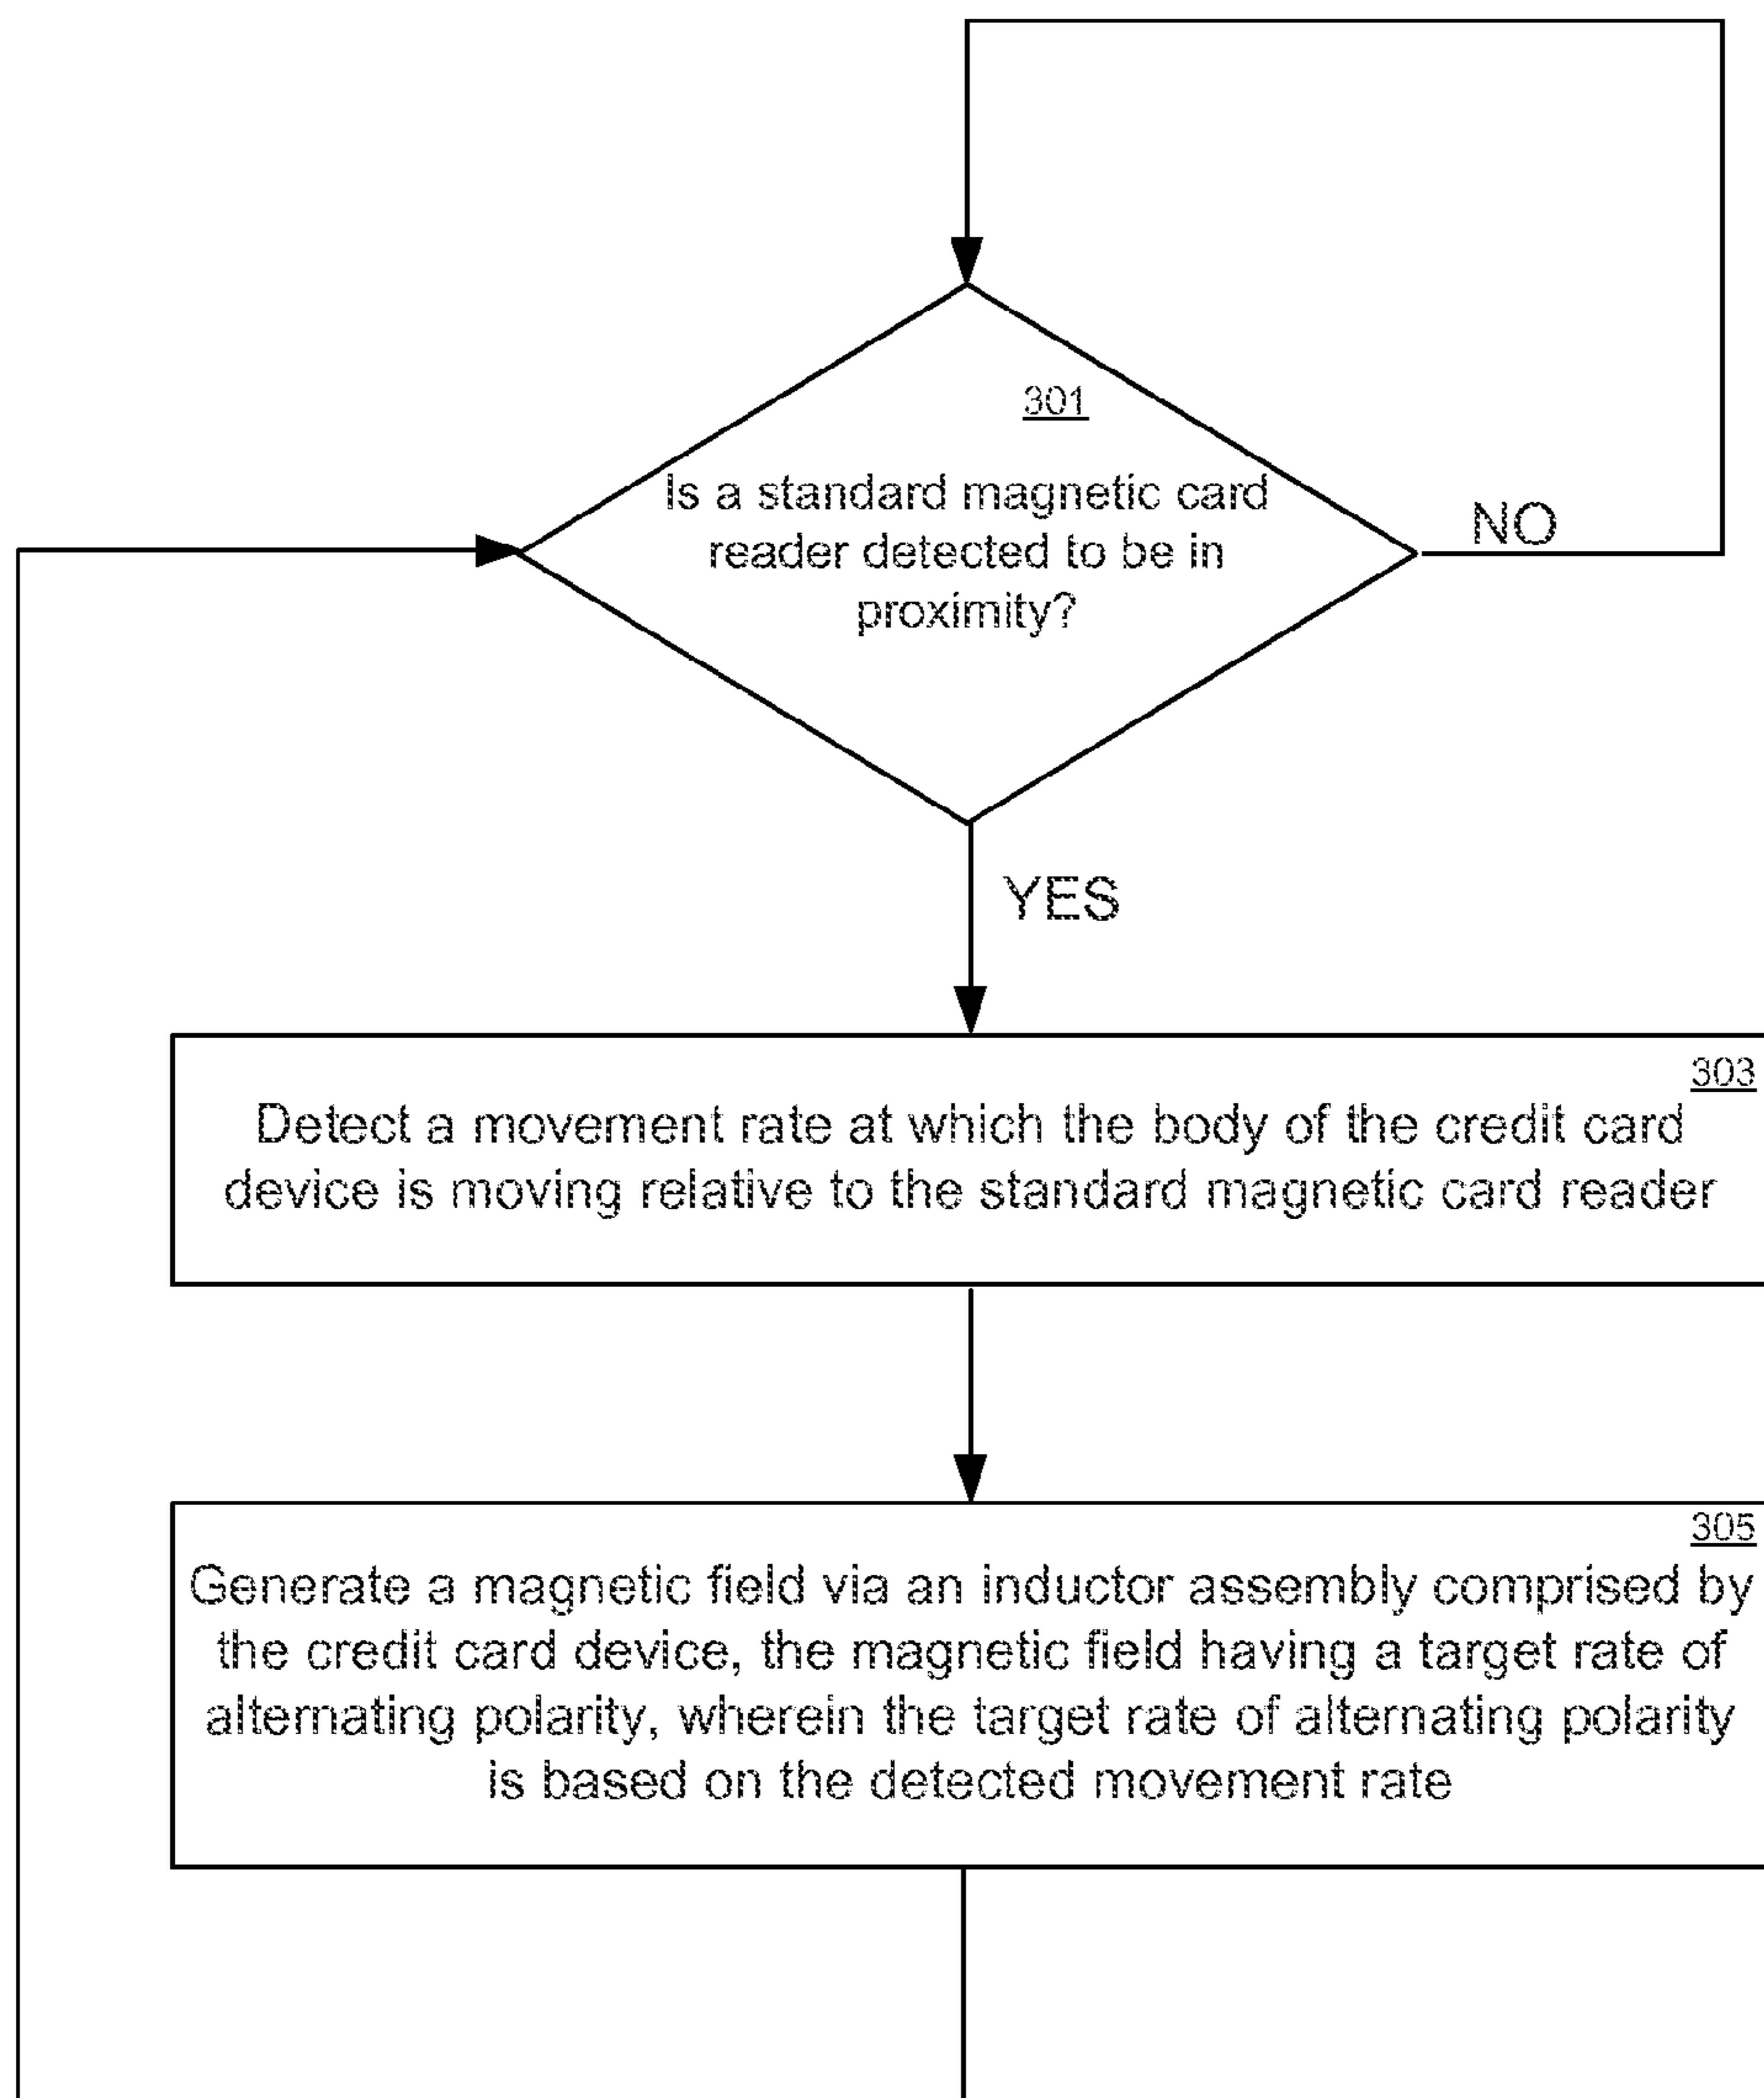 301
Is a standard magnetic card
reader detected to be in
proximity?
NO
YES
303
Detect a movement rate at which the body of the credit card
device is moving relative to the standard magnetic card reader
305
Generate a magnetic field via an inductor assembly comprised by
the credit card device, the magnetic field having a target rate of
alternating polarity, wherein the target rate of alternating polarity
is based on the detected movement rate